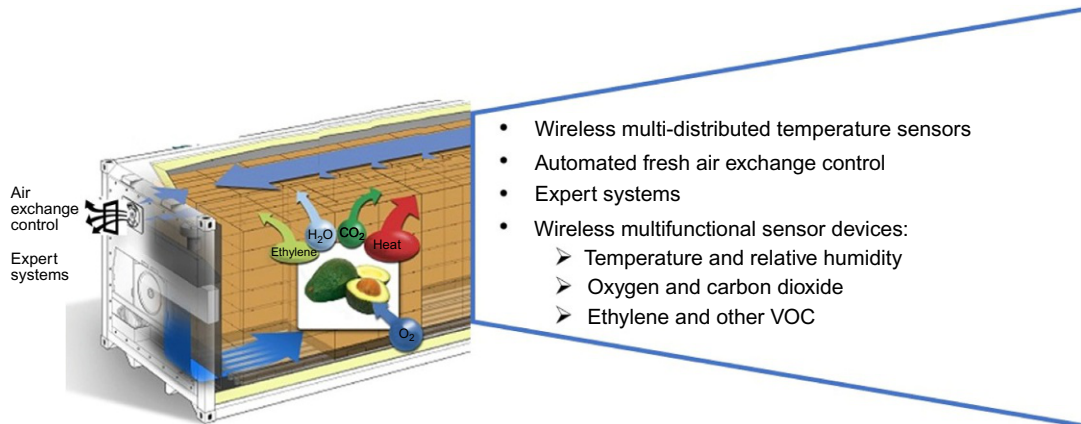 Air
exchange
control
Expert
systems
Ethylene
H₂O
CO₂
Heat
O₂
• Wireless multi-distributed temperature sensors
• Automated fresh air exchange control
• Expert systems
• Wireless multifunctional sensor devices:
➢ Temperature and relative humidity
➢ Oxygen and carbon dioxide
➢ Ethylene and other VOC